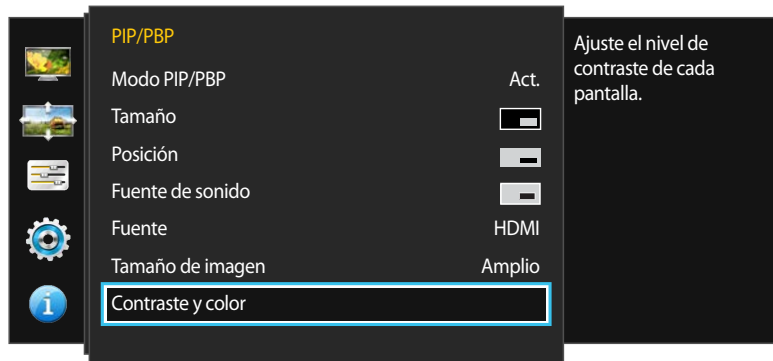 PIP/PBP
Modo PIP/PBP Act.
Tamaño
Posición
Fuente de sonido
Fuente HDMI
Tamaño de imagen Amplio
Contraste y color
Ajuste el nivel de
contraste de cada
pantalla.